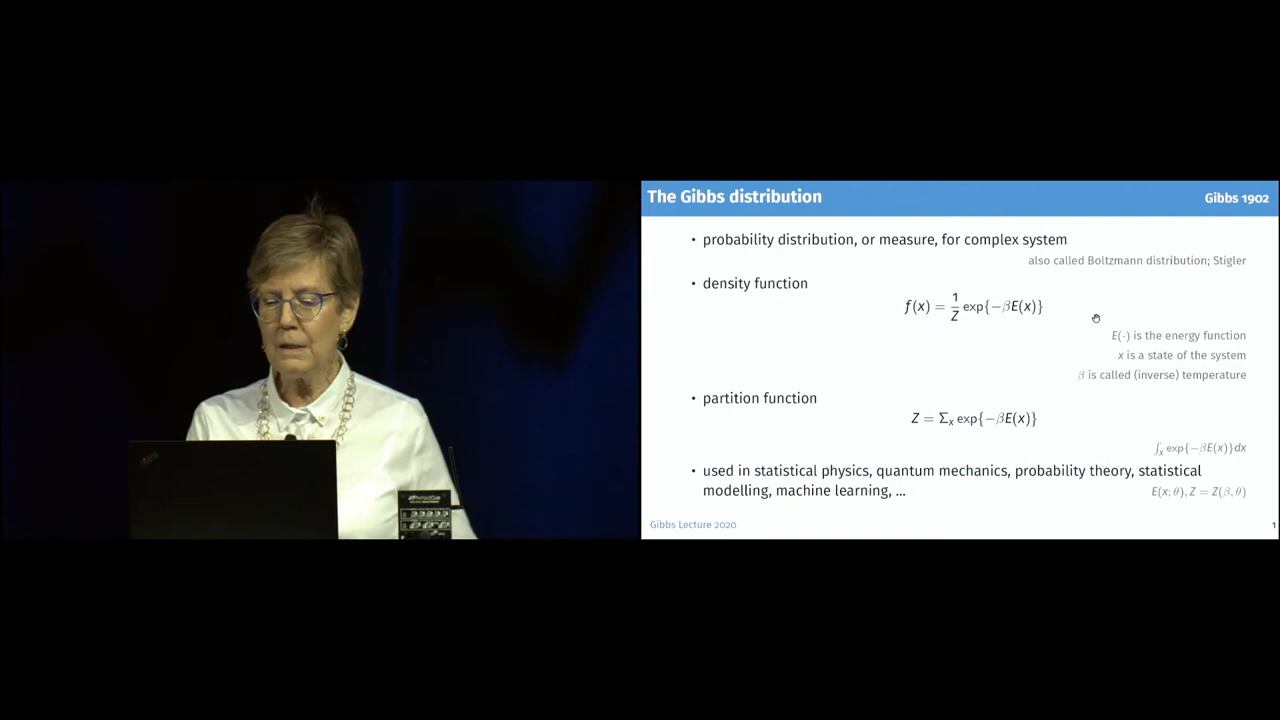 The Gibbs distribution
Gibbs 1902
• probability distribution, or measure, for complex system
also called Boltzmann distribution; Stigler
• density function
f(x) = 1/Z exp{−βE(x)}
E(·) is the energy function
x is a state of the system
β is called (inverse) temperature
• partition function
Z = Σₓ exp{−βE(x)}
∫ₓ exp{−βE(x)}dx
• used in statistical physics, quantum mechanics, probability theory, statistical
modelling, machine learning, ...
E(x; θ), Z = Z(β, θ)
Gibbs Lecture 2020
1